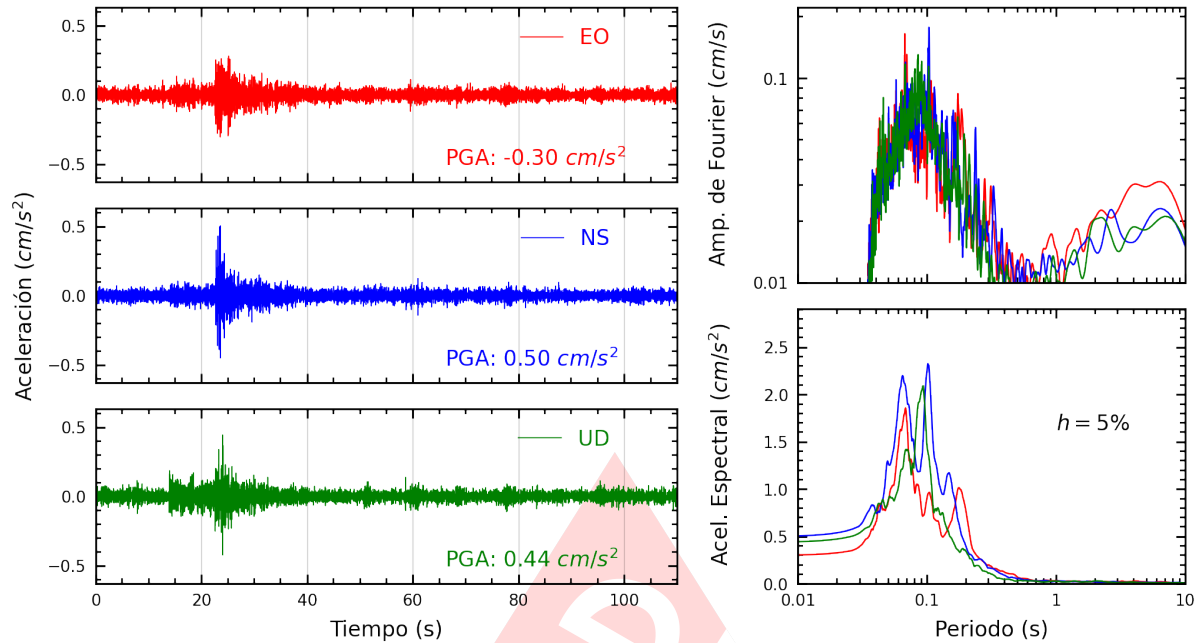 Aceleración (cm/s²)
0.5
0.0
−0.5
EO
PGA: -0.30 cm/s²
0.5
0.0
−0.5
NS
PGA: 0.50 cm/s²
0.5
0.0
−0.5
UD
PGA: 0.44 cm/s²
0 20 40 60 80 100
Tiempo (s)
Amp. de Fourier (cm/s)
0.1
0.01
Acel. Espectral (cm/s²)
2.5
2.0
1.5
1.0
0.5
0.0
h = 5%
0.01 0.1 1 10
Periodo (s)